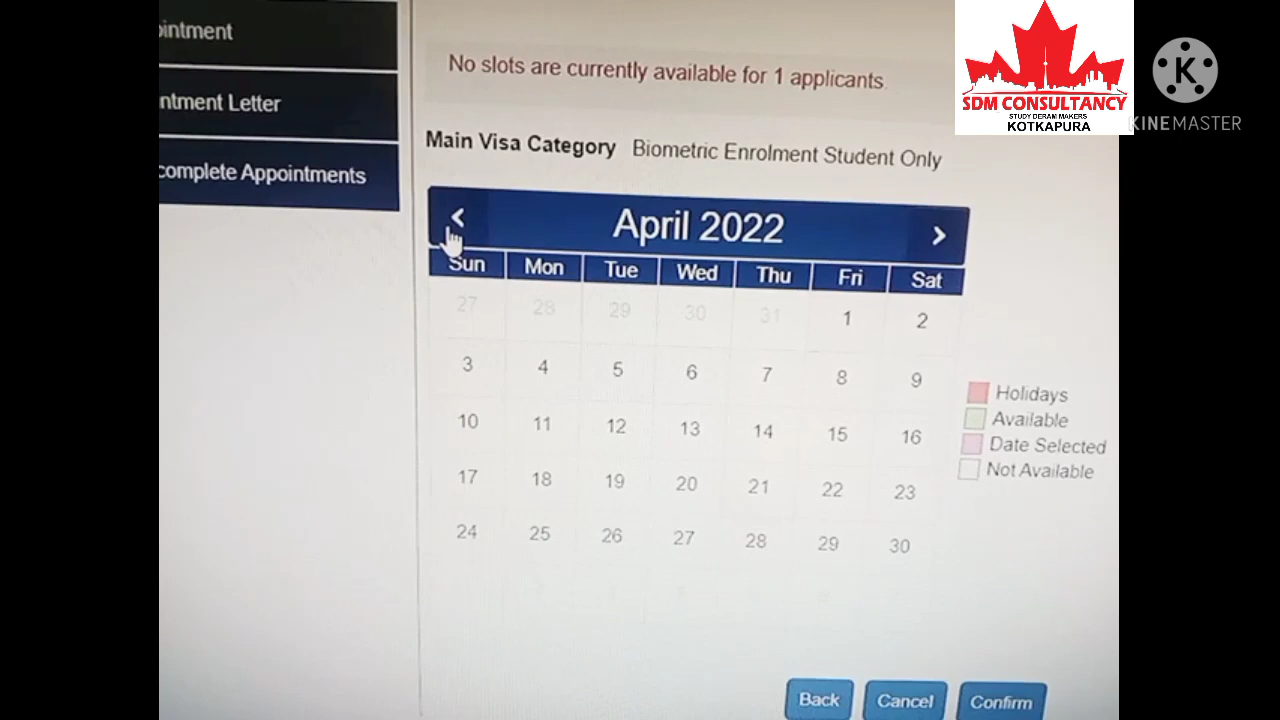 ointment
ntment Letter
complete Appointments
No slots are currently available for 1 applicants.
Main Visa Category Biometric Enrolment Student Only
April 2022
Sun Mon Tue Wed Thu Fri Sat
27 28 29 30 31 1 2
3 4 5 6 7 8 9
10 11 12 13 14 15 16
17 18 19 20 21 22 23
24 25 26 27 28 29 30
Holidays
Available
Date Selected
Not Available
Back Cancel Confirm
SDM CONSULTANCY
STUDY DERAM MAKERS
KOTKAPURA
K
KINEMASTER